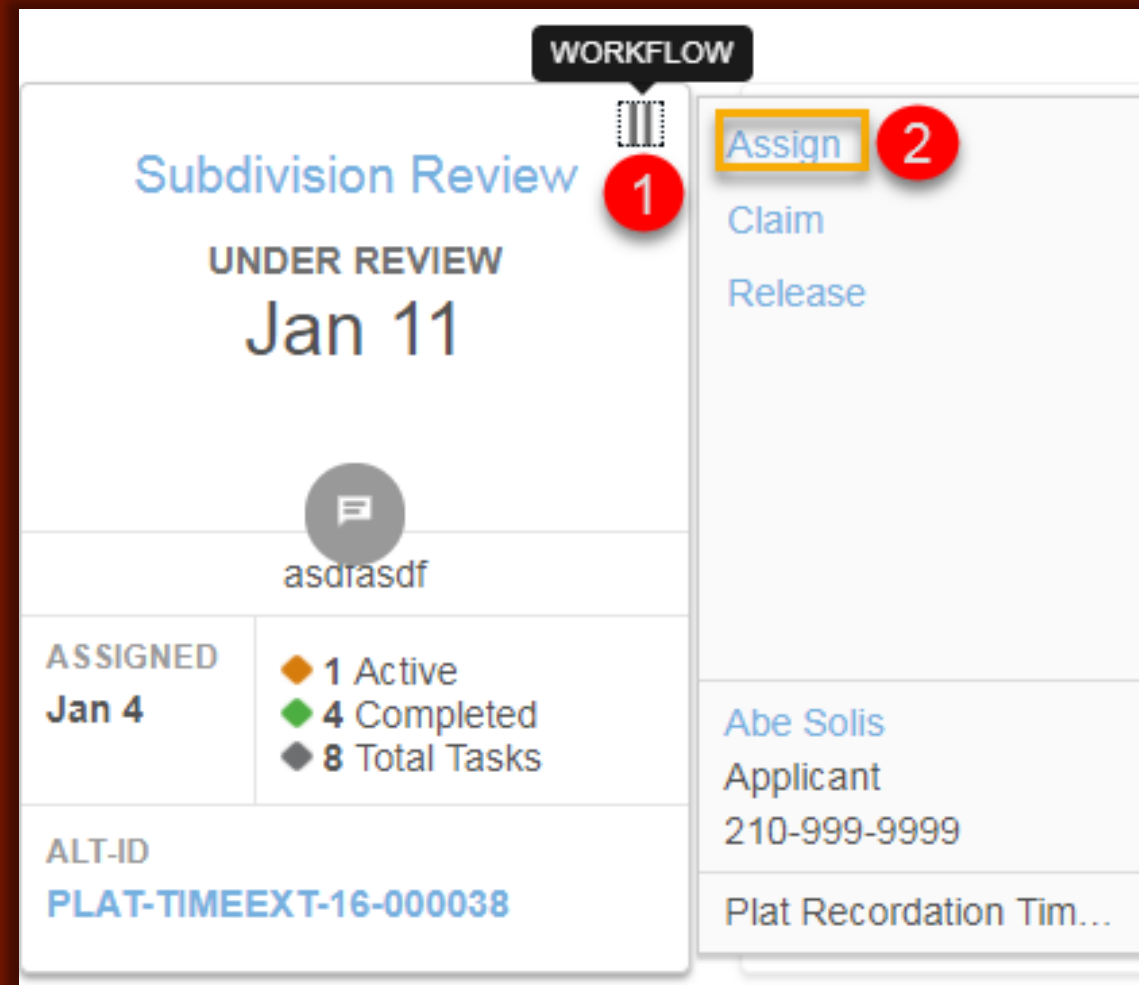 WORKFLOW
Subdivision Review
1
UNDER REVIEW
Jan 11
asdfasdf
ASSIGNED
Jan 4
1 Active
4 Completed
8 Total Tasks
ALT-ID
PLAT-TIMEEXT-16-000038
Assign
2
Claim
Release
Abe Solis
Applicant
210-999-9999
Plat Recordation Tim...